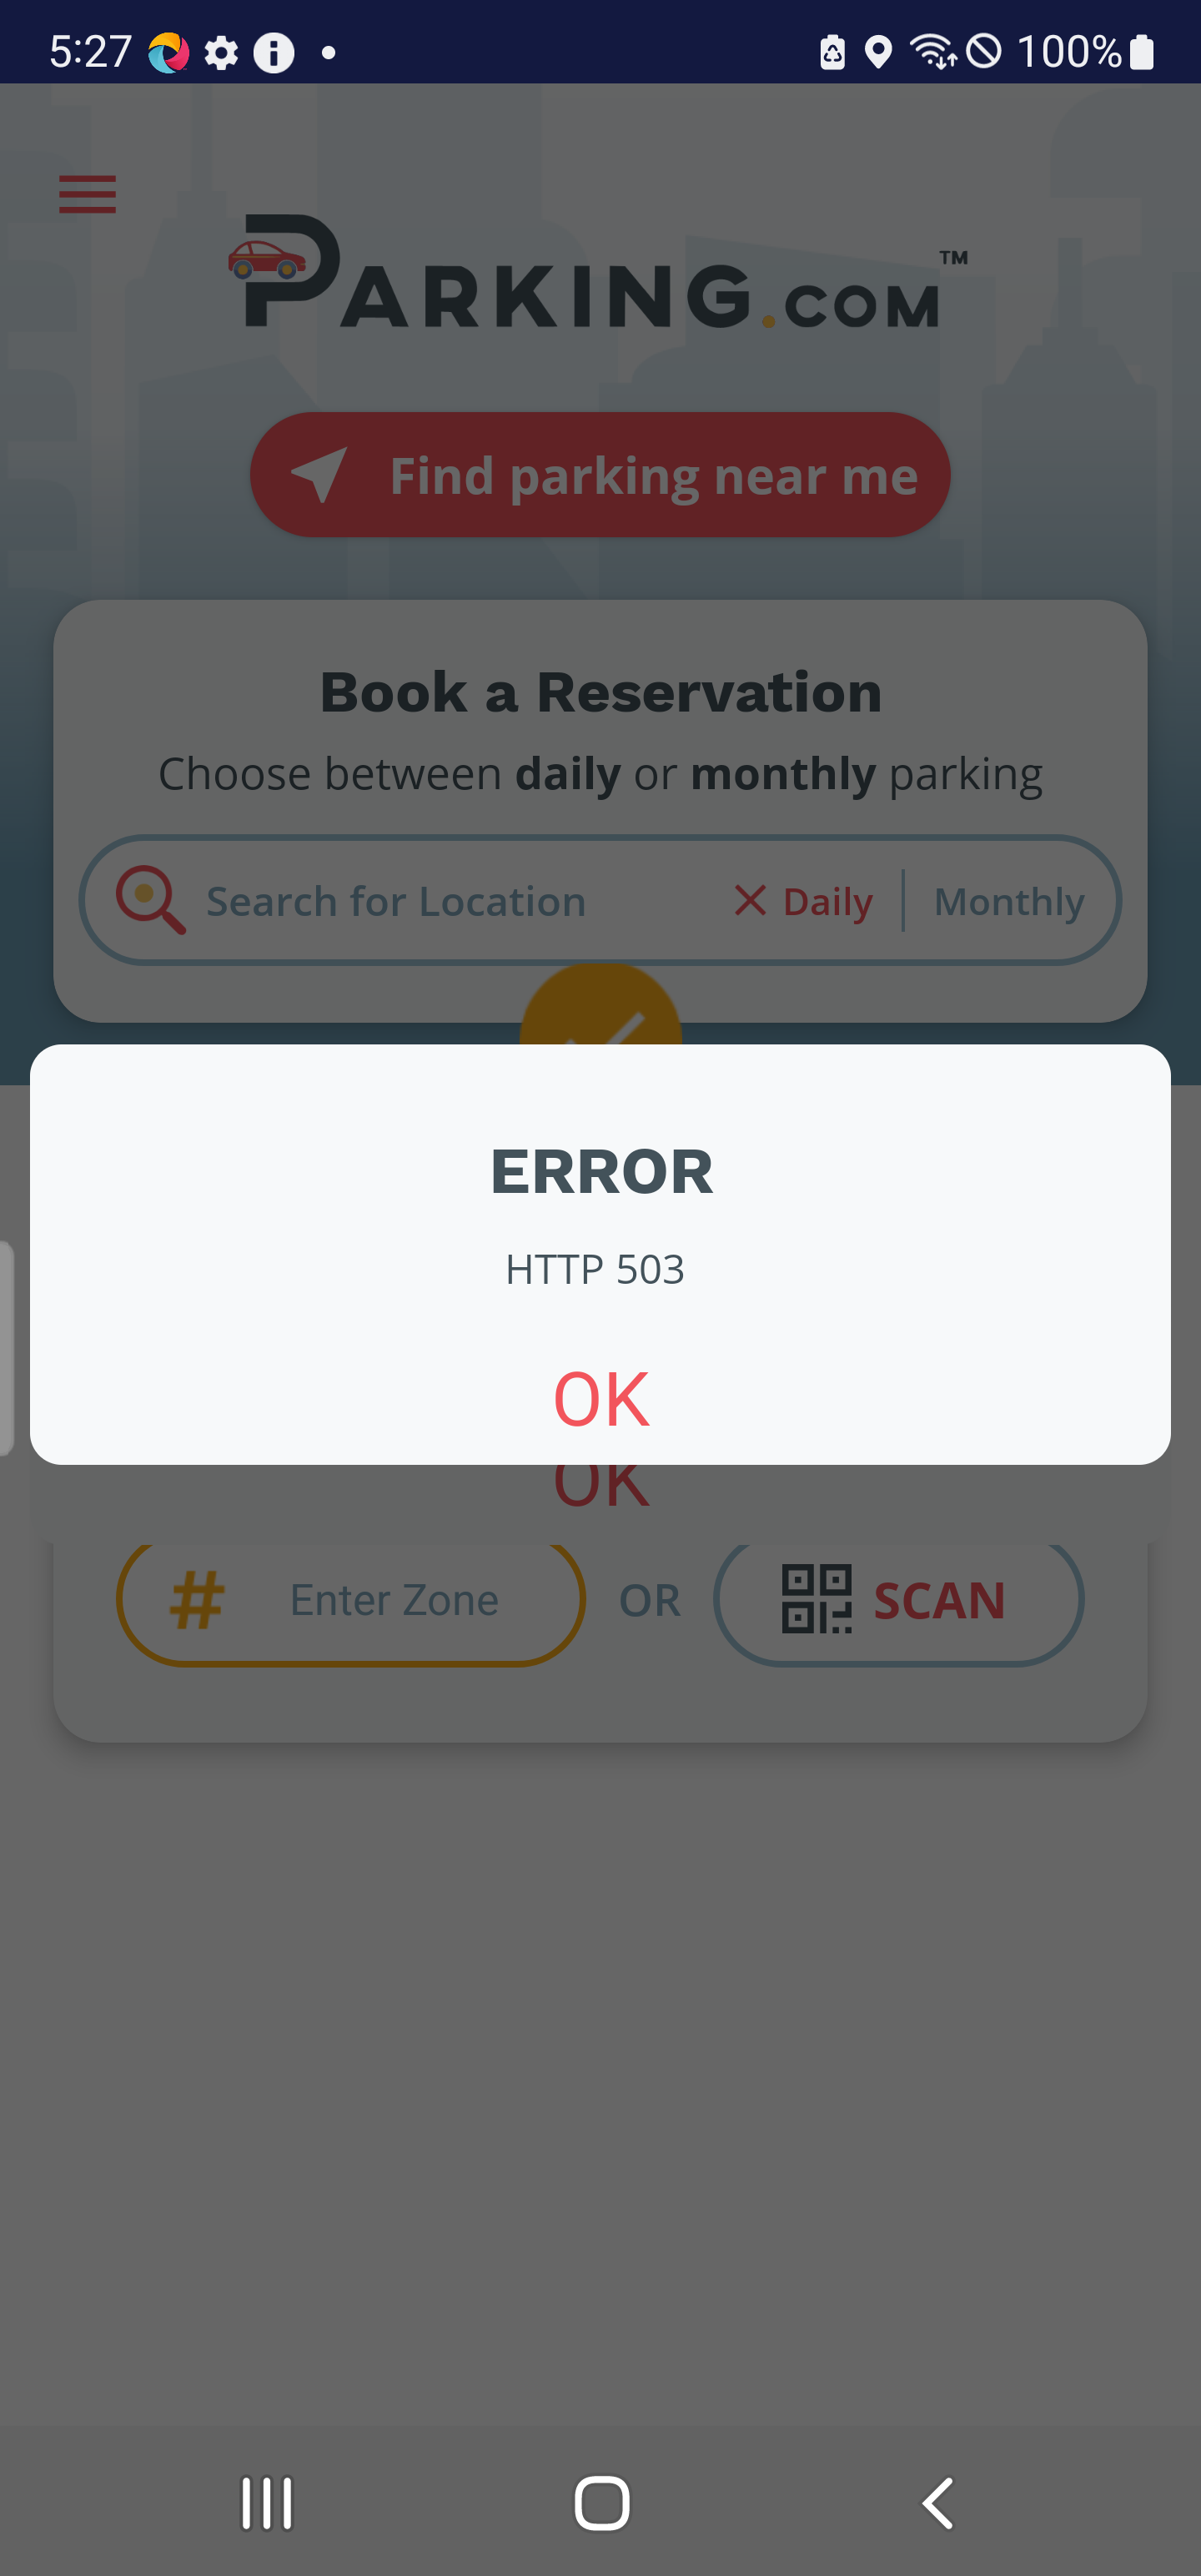 5:27 100%
PARKING.COM™
Find parking near me
Book a Reservation
Choose between daily or monthly parking
Search for Location Daily Monthly
ERROR
HTTP 503
OK
OK
# Enter Zone OR SCAN